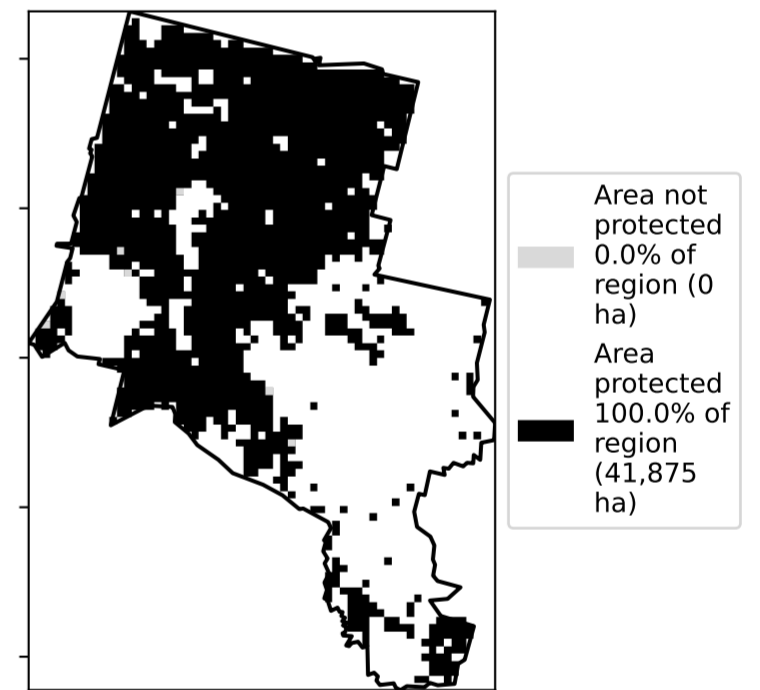 Area not
protected
0.0% of
region (0
ha)
Area
protected
100.0% of
region
(41,875
ha)